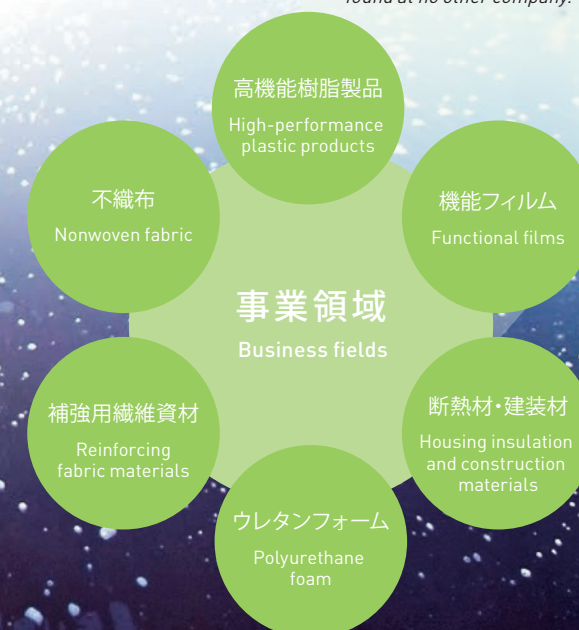 found at no other company.
高機能樹脂製品
High-performance
plastic products
不織布
Nonwoven fabric
機能フィルム
Functional films
事業領域
Business fields
補強用繊維資材
Reinforcing
fabric materials
断熱材・建装材
Housing insulation
and construction
materials
ウレタンフォーム
Polyurethane
foam